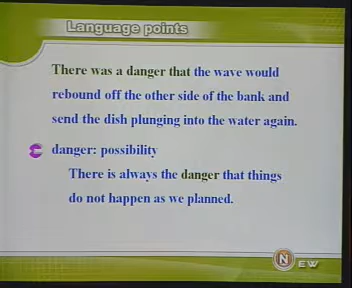 Language points
There was a danger that the wave would
rebound off the other side of the bank and
send the dish plunging into the water again.
danger: possibility
There is always the danger that things
do not happen as we planned.
NEW